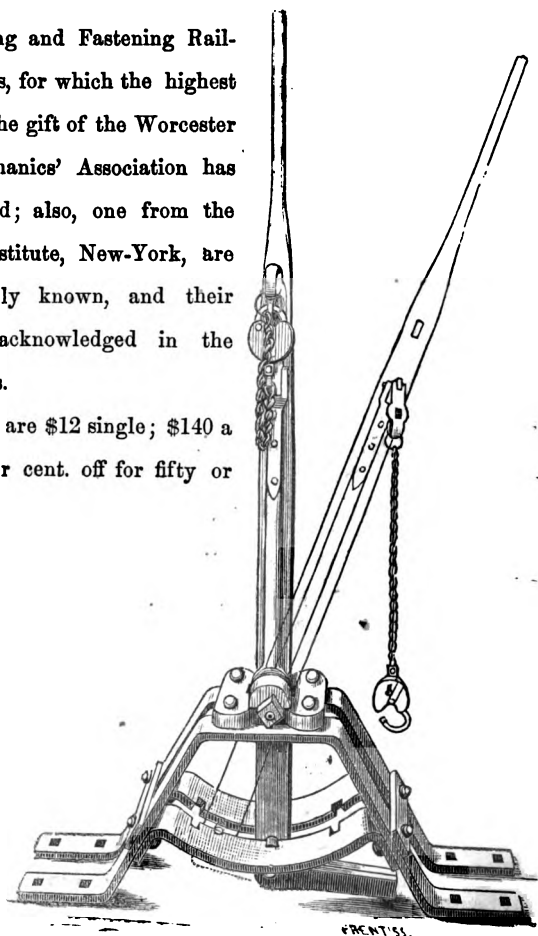 ng and Fastening Rail-
s, for which the highest
he gift of the Worcester
hanics' Association has
d; also, one from the
stitute, New-York, are
ly known, and their
acknowledged in the
s.
are $12 single; $140 a
r cent. off for fifty or
PRENTISS.